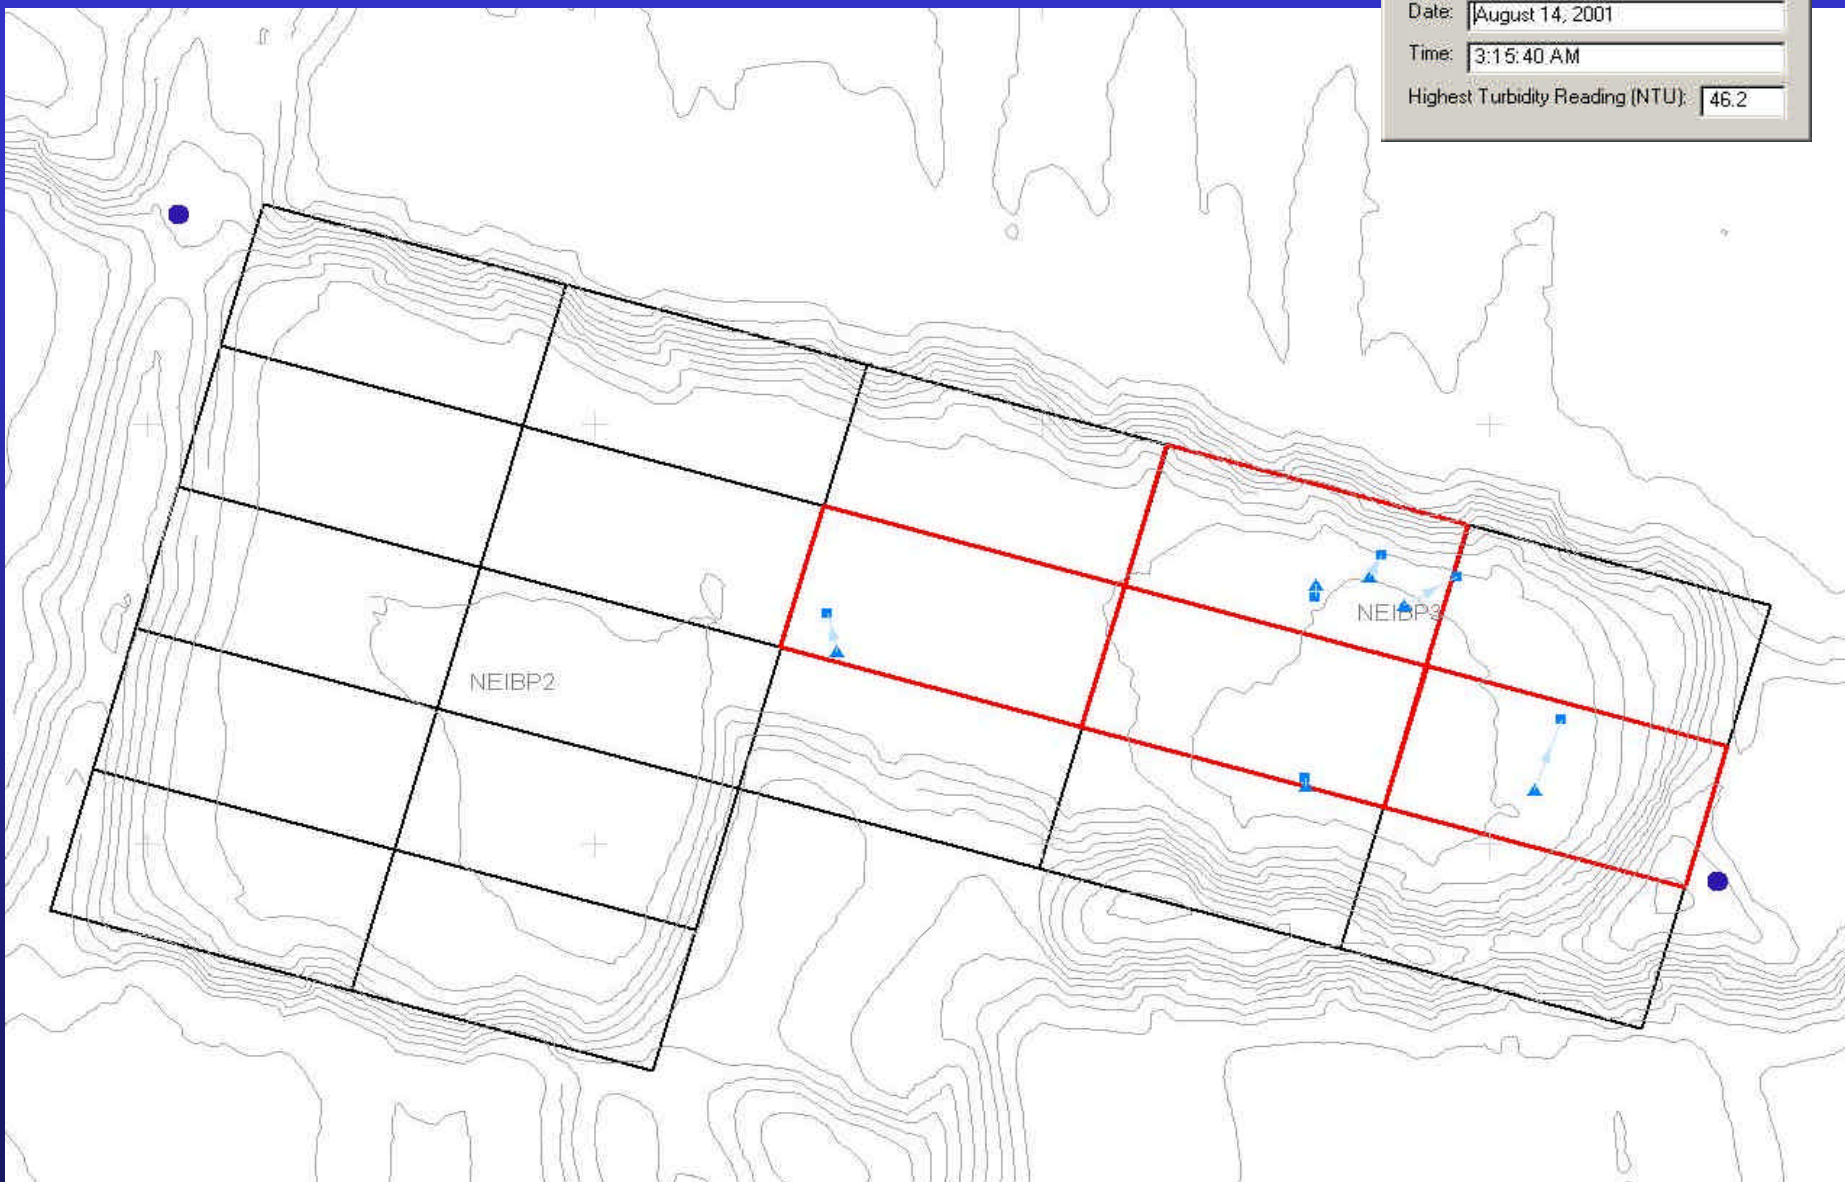 Date: August 14, 2001
Time: 3:15:40 AM
Highest Turbidity Reading (NTU): 46.2
NEIBP3
NEIBP2